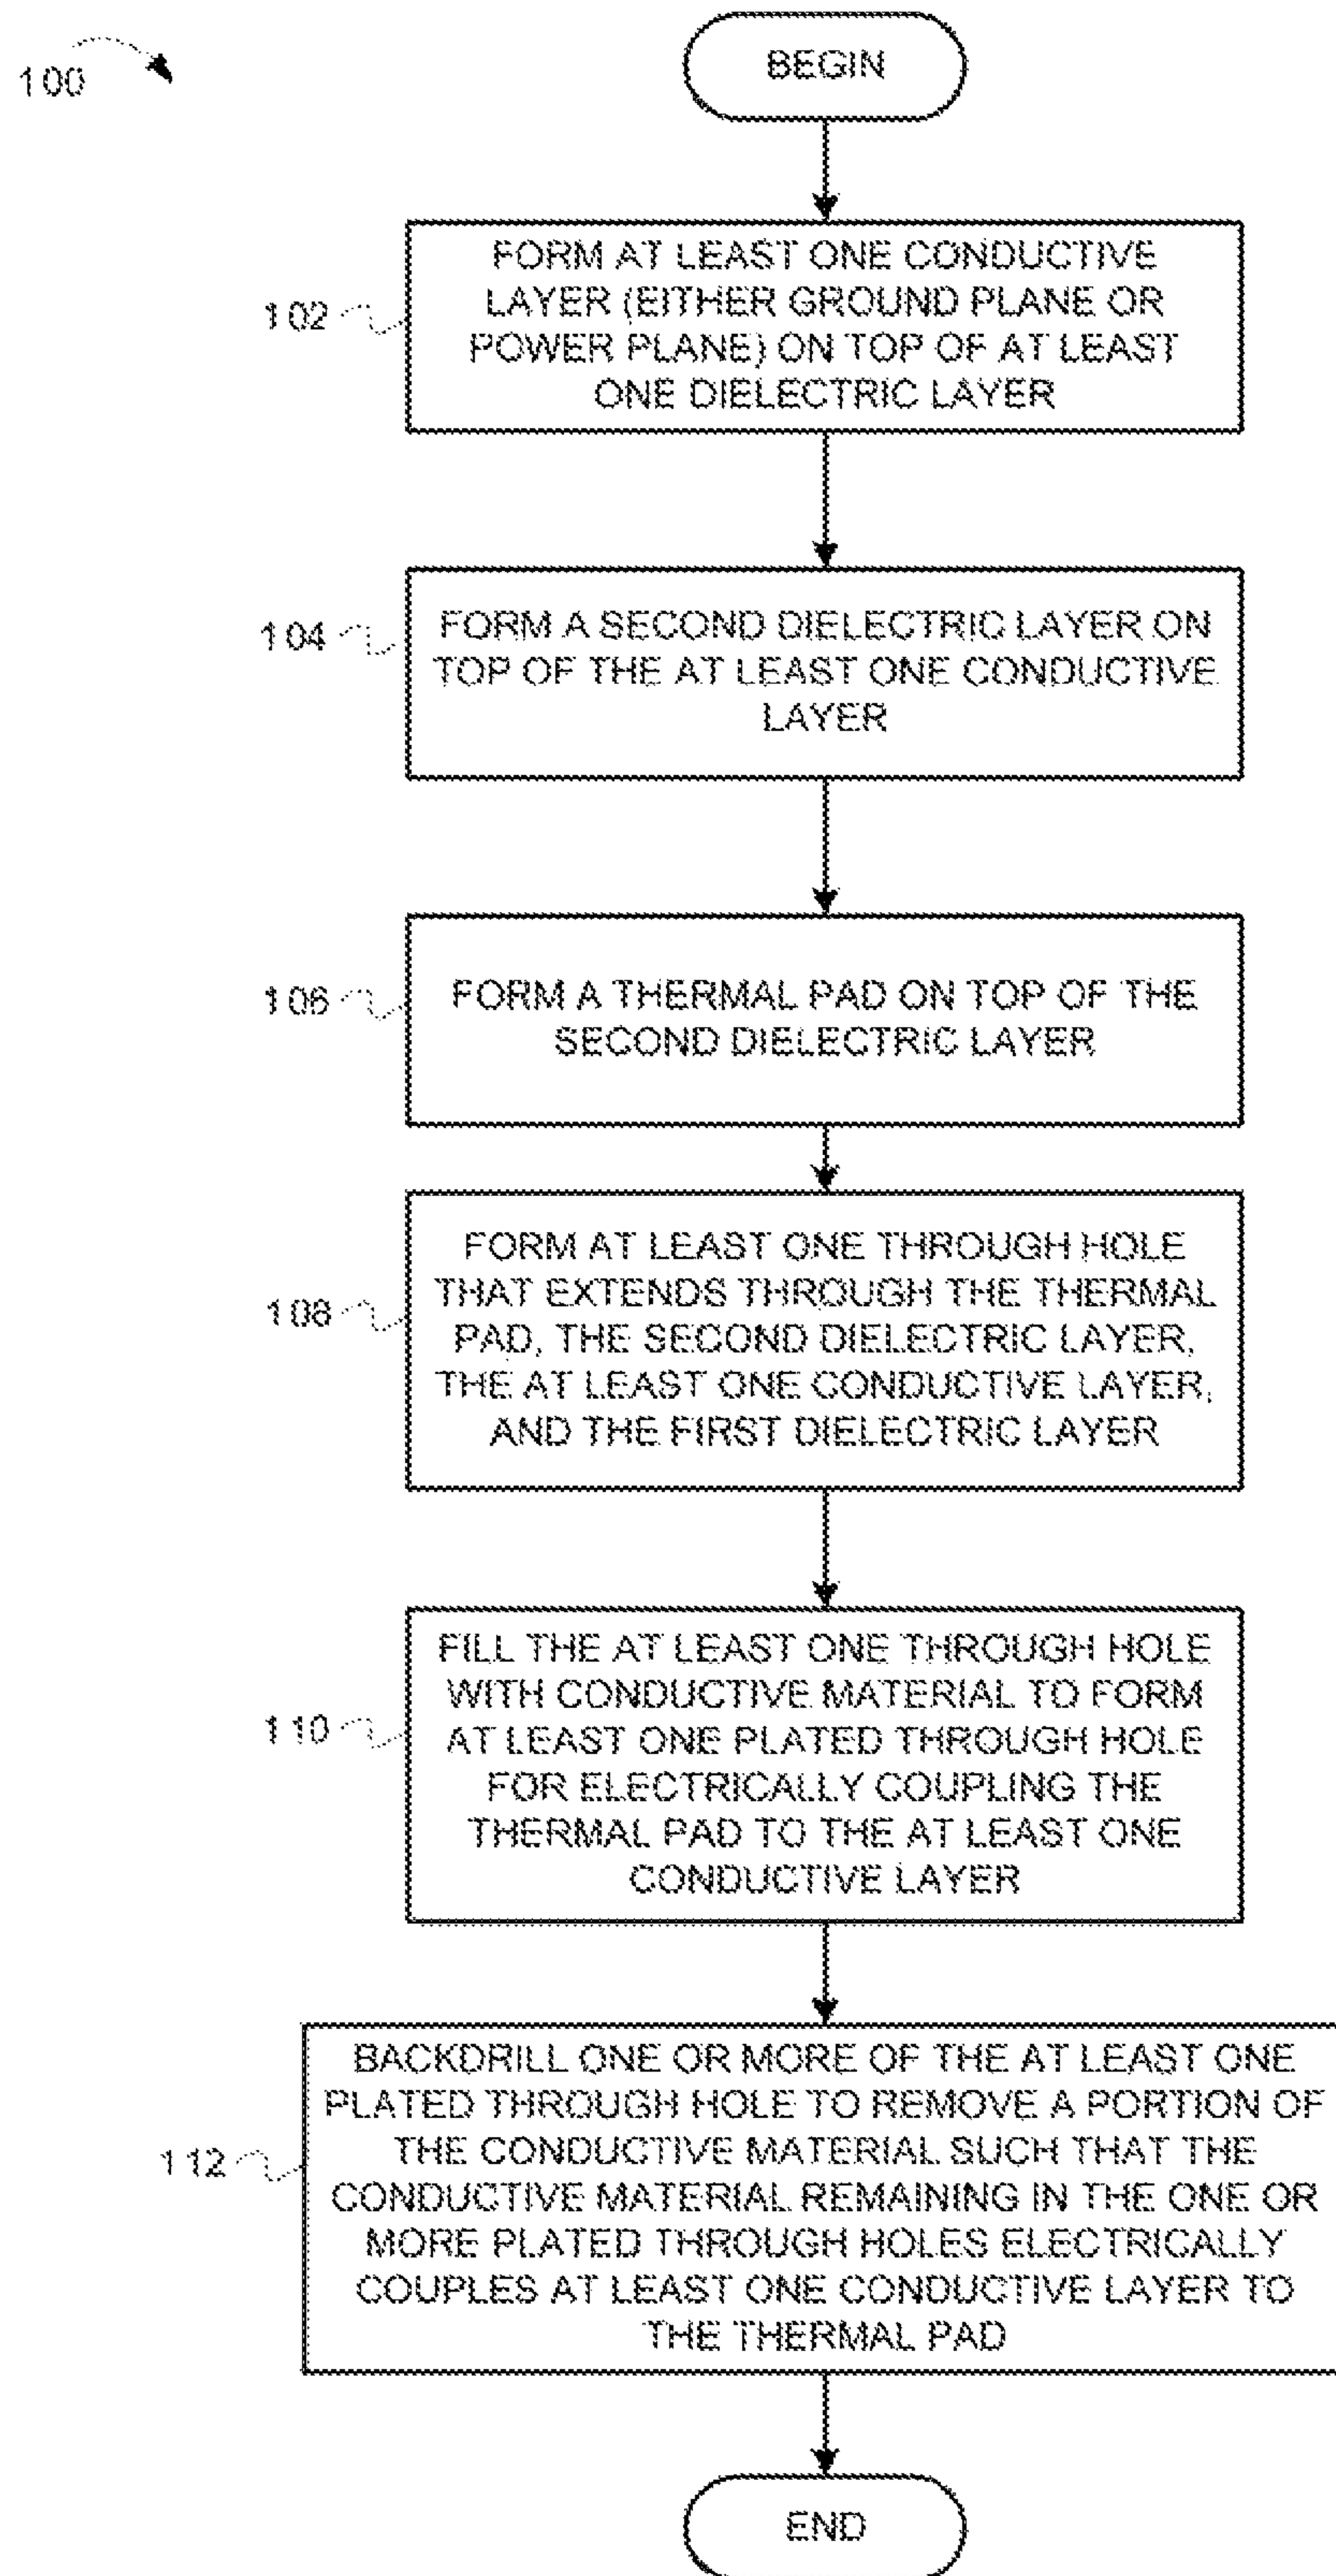 100
BEGIN
102
FORM AT LEAST ONE CONDUCTIVE
LAYER (EITHER GROUND PLANE OR
POWER PLANE) ON TOP OF AT LEAST
ONE DIELECTRIC LAYER
104
FORM A SECOND DIELECTRIC LAYER ON
TOP OF THE AT LEAST ONE CONDUCTIVE
LAYER
106
FORM A THERMAL PAD ON TOP OF THE
SECOND DIELECTRIC LAYER
108
FORM AT LEAST ONE THROUGH HOLE
THAT EXTENDS THROUGH THE THERMAL
PAD, THE SECOND DIELECTRIC LAYER,
THE AT LEAST ONE CONDUCTIVE LAYER,
AND THE FIRST DIELECTRIC LAYER
110
FILL THE AT LEAST ONE THROUGH HOLE
WITH CONDUCTIVE MATERIAL TO FORM
AT LEAST ONE PLATED THROUGH HOLE
FOR ELECTRICALLY COUPLING THE
THERMAL PAD TO THE AT LEAST ONE
CONDUCTIVE LAYER
112
BACKDRILL ONE OR MORE OF THE AT LEAST ONE
PLATED THROUGH HOLE TO REMOVE A PORTION OF
THE CONDUCTIVE MATERIAL SUCH THAT THE
CONDUCTIVE MATERIAL REMAINING IN THE ONE OR
MORE PLATED THROUGH HOLES ELECTRICALLY
COUPLES AT LEAST ONE CONDUCTIVE LAYER TO
THE THERMAL PAD
END